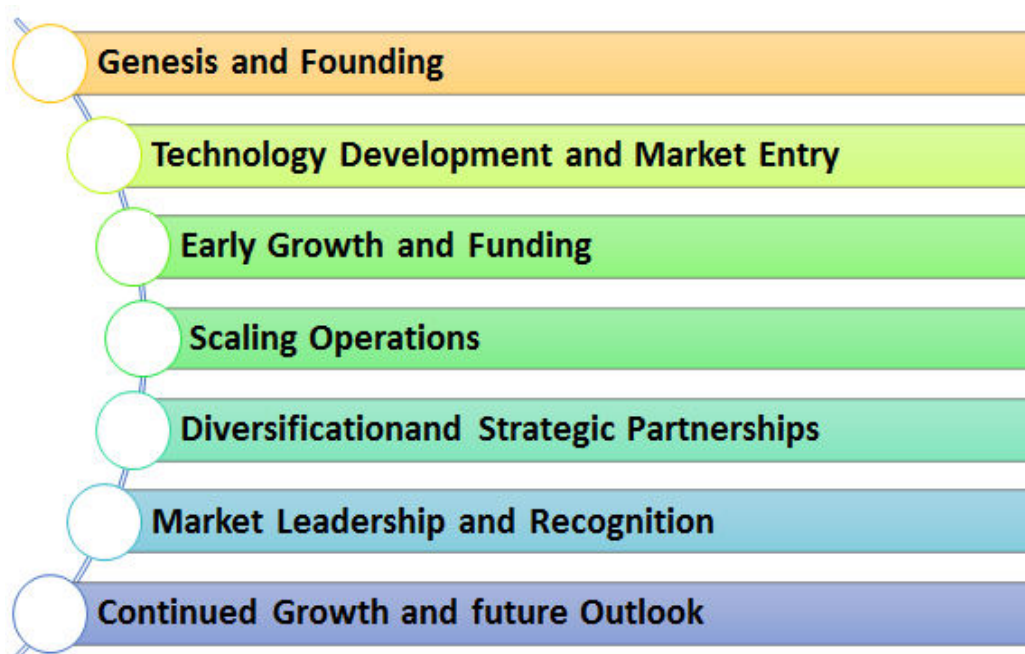 Genesis and Founding
Technology Development and Market Entry
Early Growth and Funding
Scaling Operations
Diversificationand Strategic Partnerships
Market Leadership and Recognition
Continued Growth and future Outlook